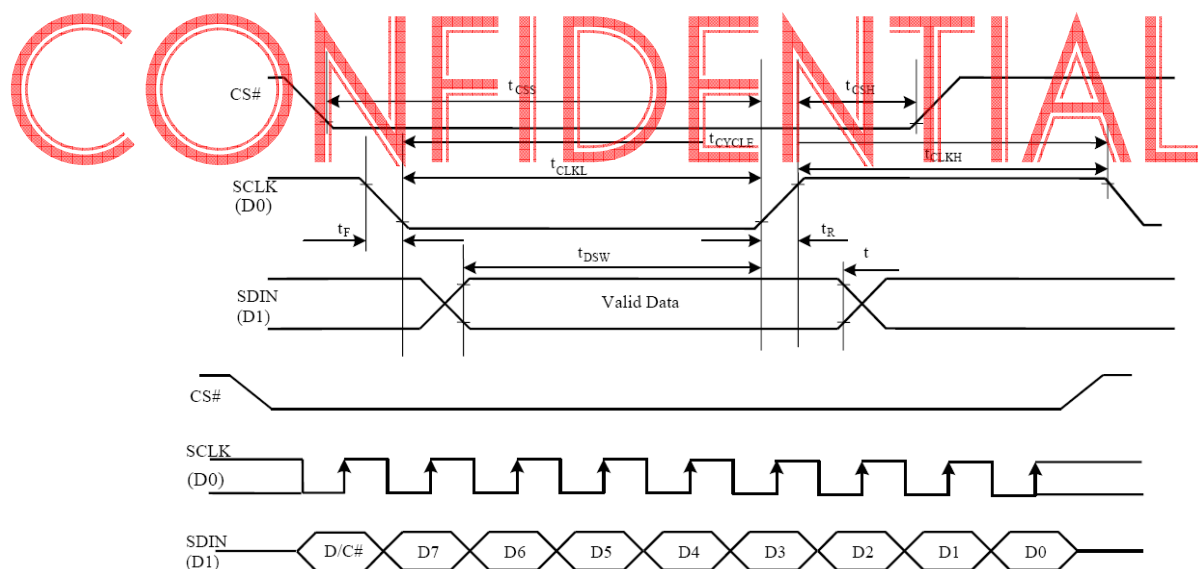 CONFIDENTIAL
CS#
tCSS
tCSH
tCYCLE
tCLKL
tCLKH
SCLK
(D0)
tF
tR
tDSW
t
SDIN
(D1)
Valid Data
CS#
SCLK
(D0)
SDIN
(D1)
D/C# D7 D6 D5 D4 D3 D2 D1 D0